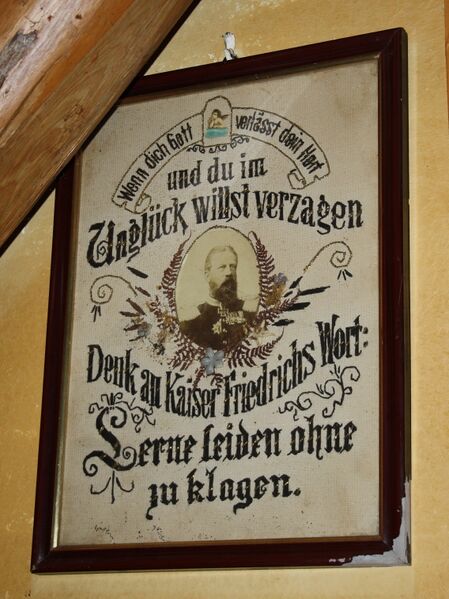 Wenn dich Gott verlässt dein Hort
und du im
Unglück willst verzagen
Denk an Kaiser Friedrichs Wort:
Lerne leiden ohne
zu klagen.